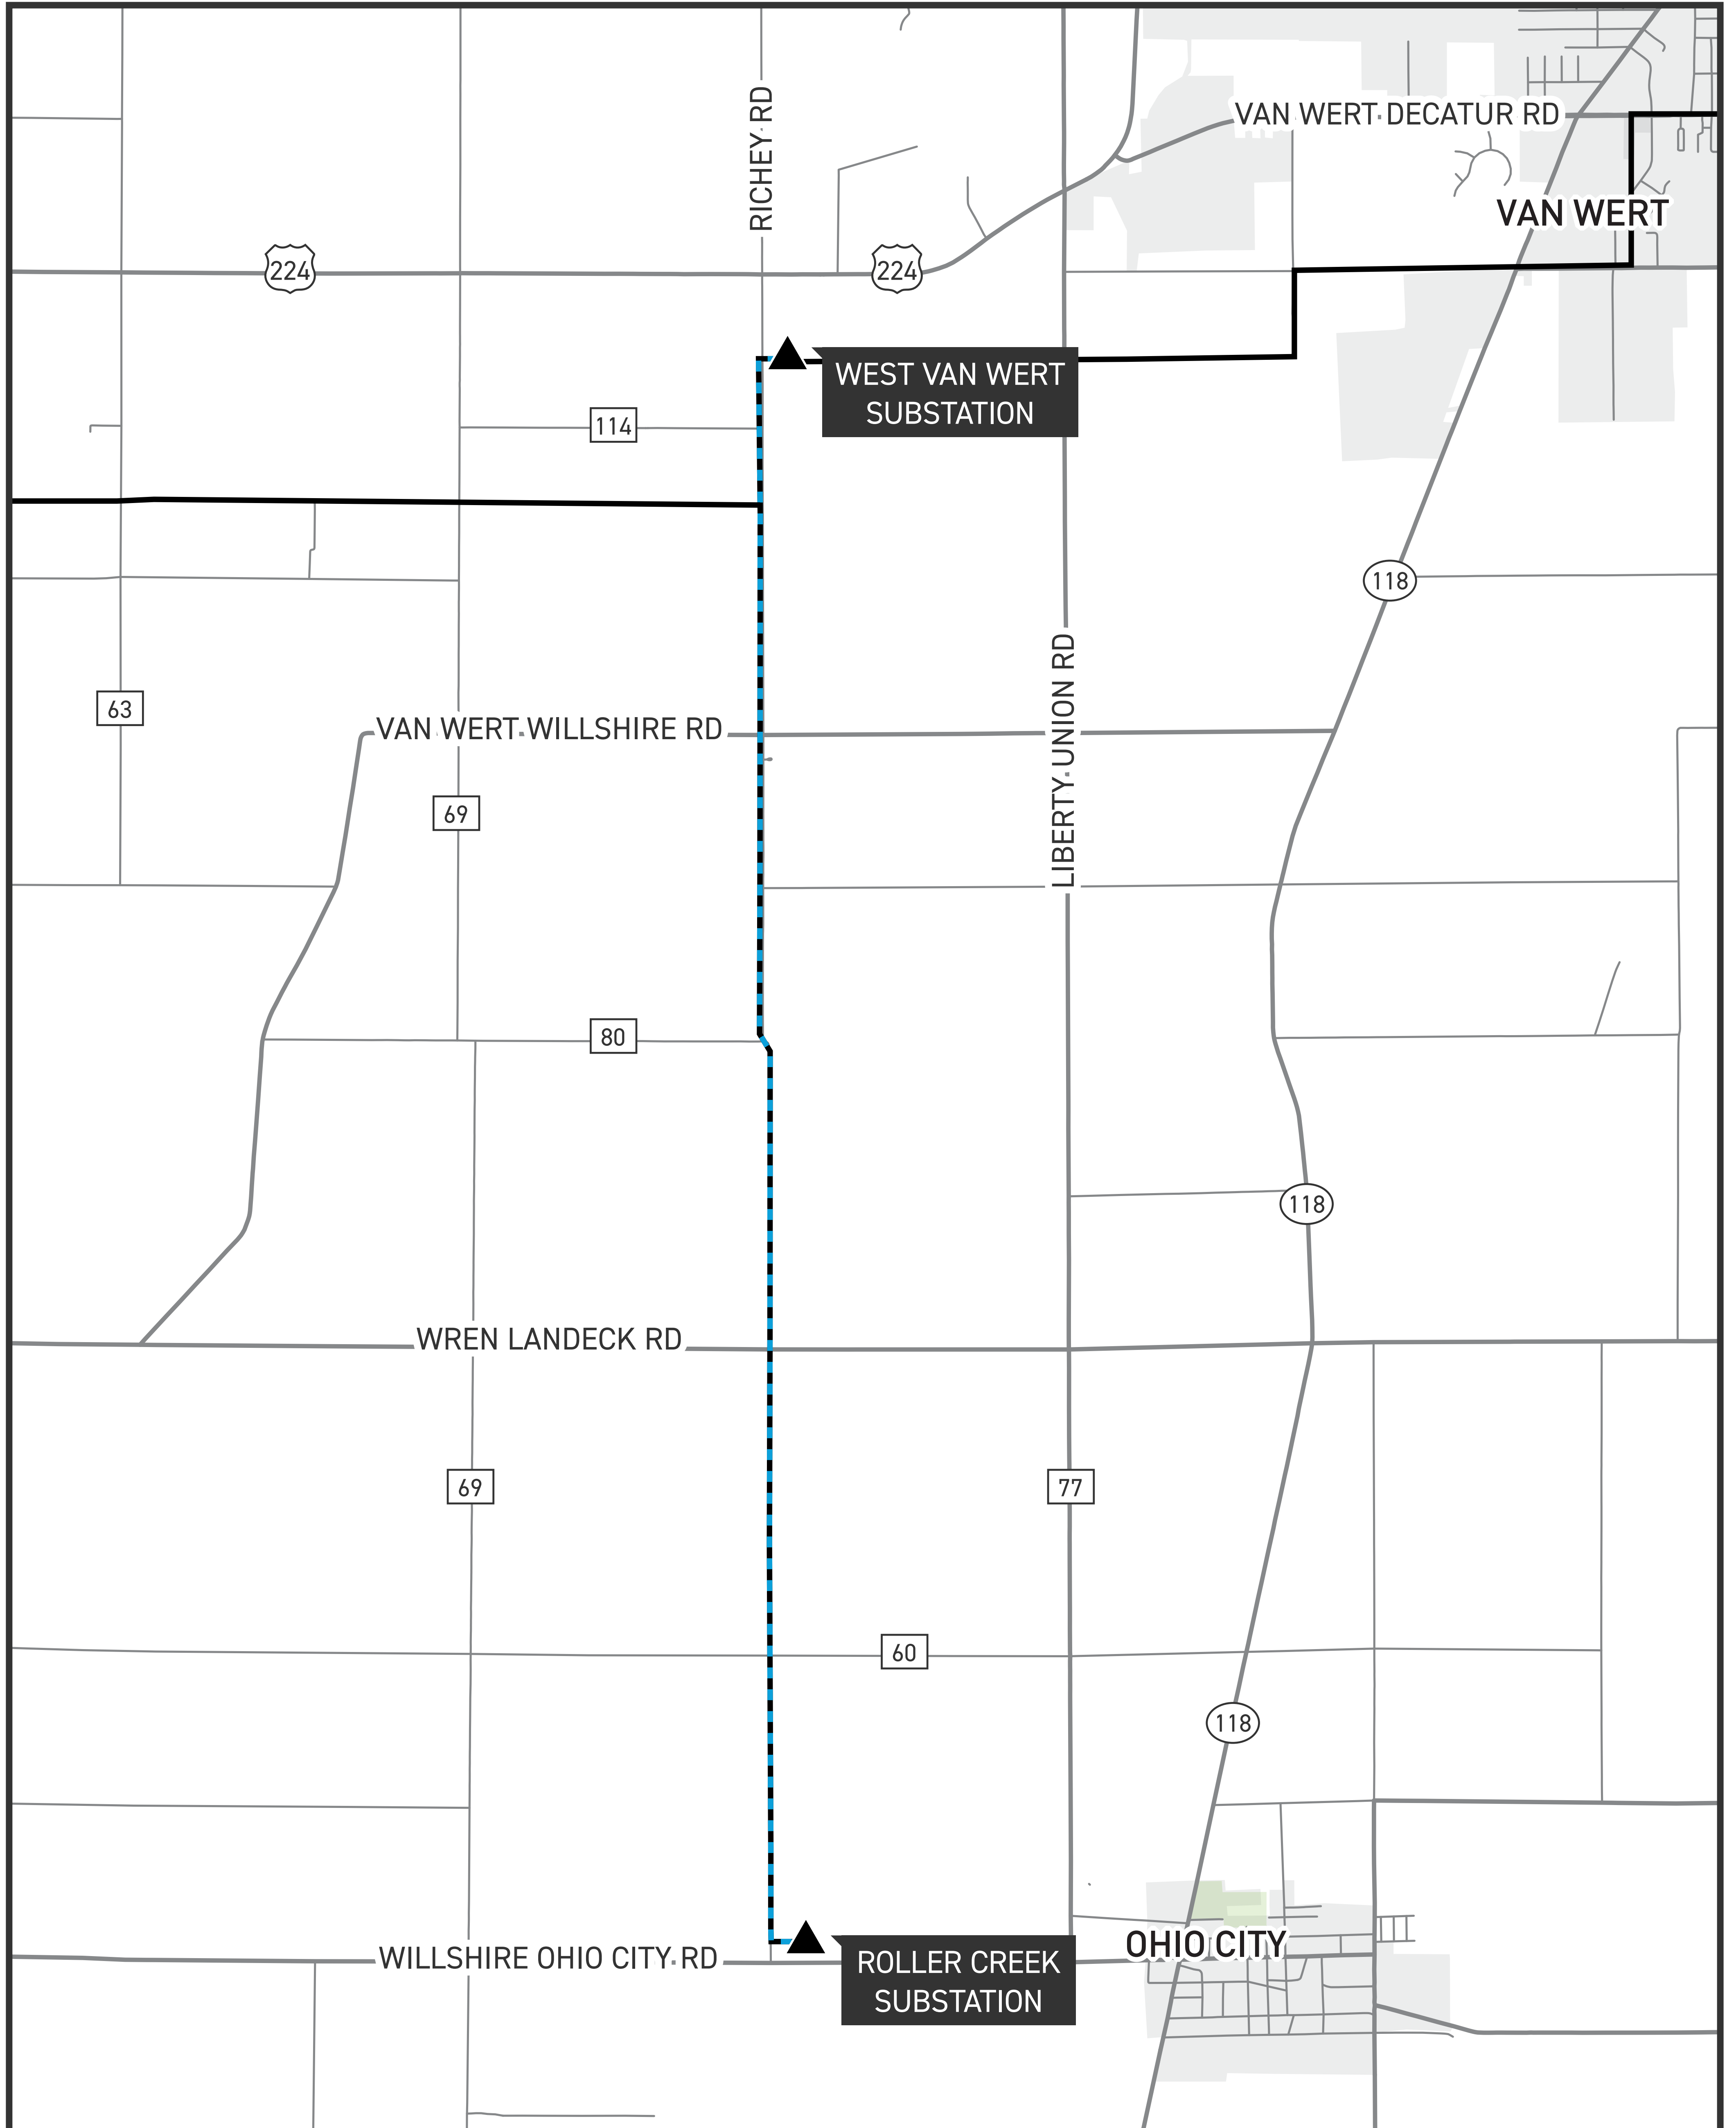 RICHEY RD
VAN WERT DECATUR RD
VAN WERT
224
224
WEST VAN WERT
SUBSTATION
114
118
LIBERTY UNION RD
63
VAN WERT WILLSHIRE RD
69
80
118
WREN LANDECK RD
69
77
60
118
OHIO CITY
WILLSHIRE OHIO CITY RD
ROLLER CREEK
SUBSTATION